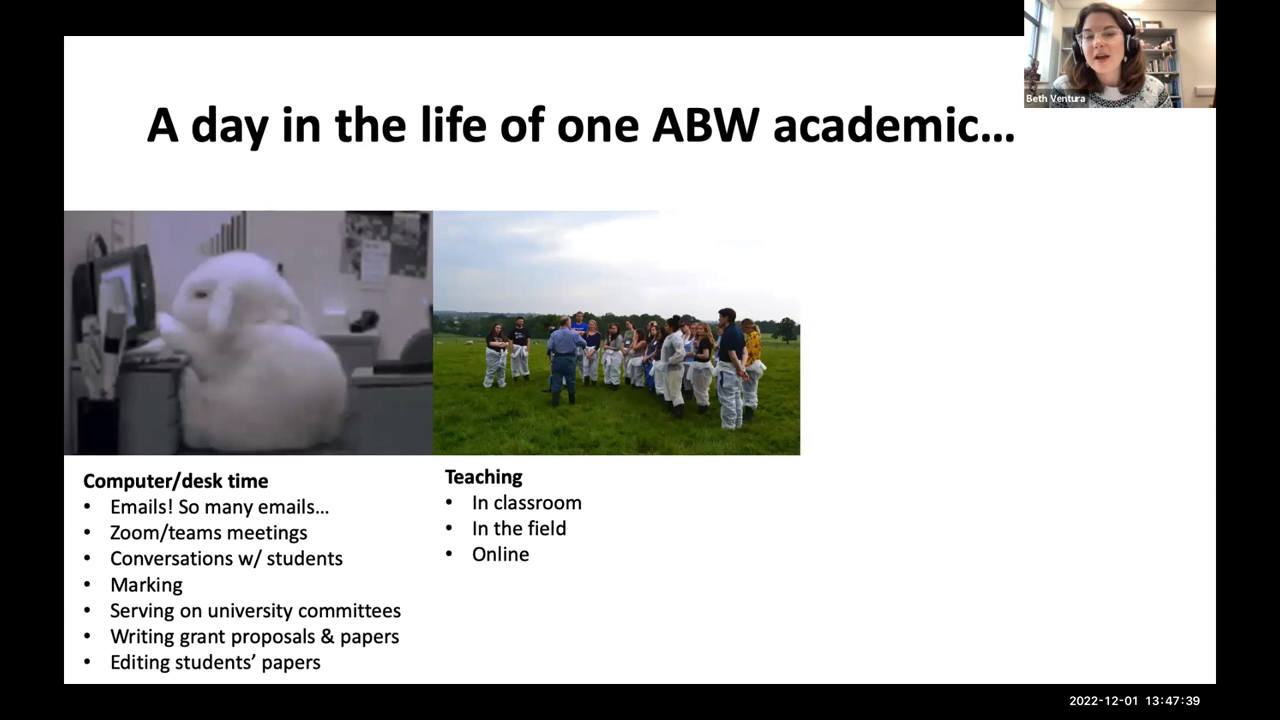 Beth Ventura
A day in the life of one ABW academic...
Computer/desk time
• Emails! So many emails...
• Zoom/teams meetings
• Conversations w/ students
• Marking
• Serving on university committees
• Writing grant proposals & papers
• Editing students’ papers
Teaching
• In classroom
• In the field
• Online
2022-12-01 13:47:39